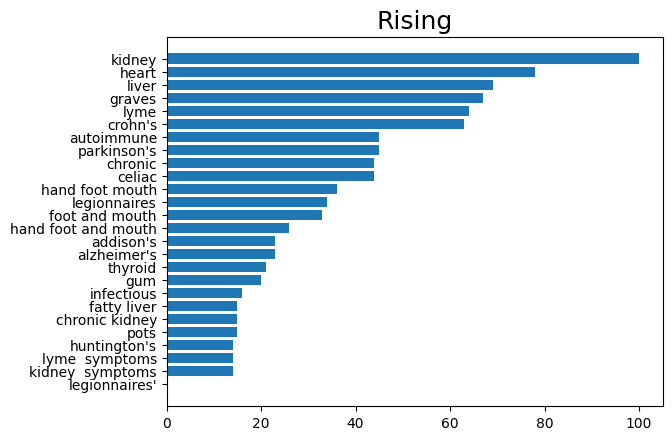 Rising
kidney
heart
liver
graves
lyme
crohn's
autoimmune
parkinson's
chronic
celiac
hand foot mouth
legionnaires
foot and mouth
hand foot and mouth
addison's
alzheimer's
thyroid
gum
infectious
fatty liver
chronic kidney
pots
huntington's
lyme  symptoms
kidney  symptoms
legionnaires'
0 20 40 60 80 100